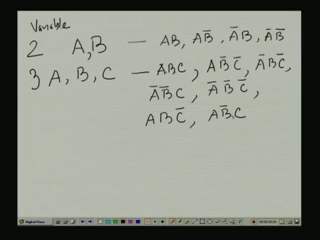 Variable
2 A,B — AB, AB̄, ĀB, ĀB̄
3 A, B, C — ABC, AB̄C̄, ĀBC̄,
ĀB̄C, ĀB̄C̄,
ABC̄, AB̄C